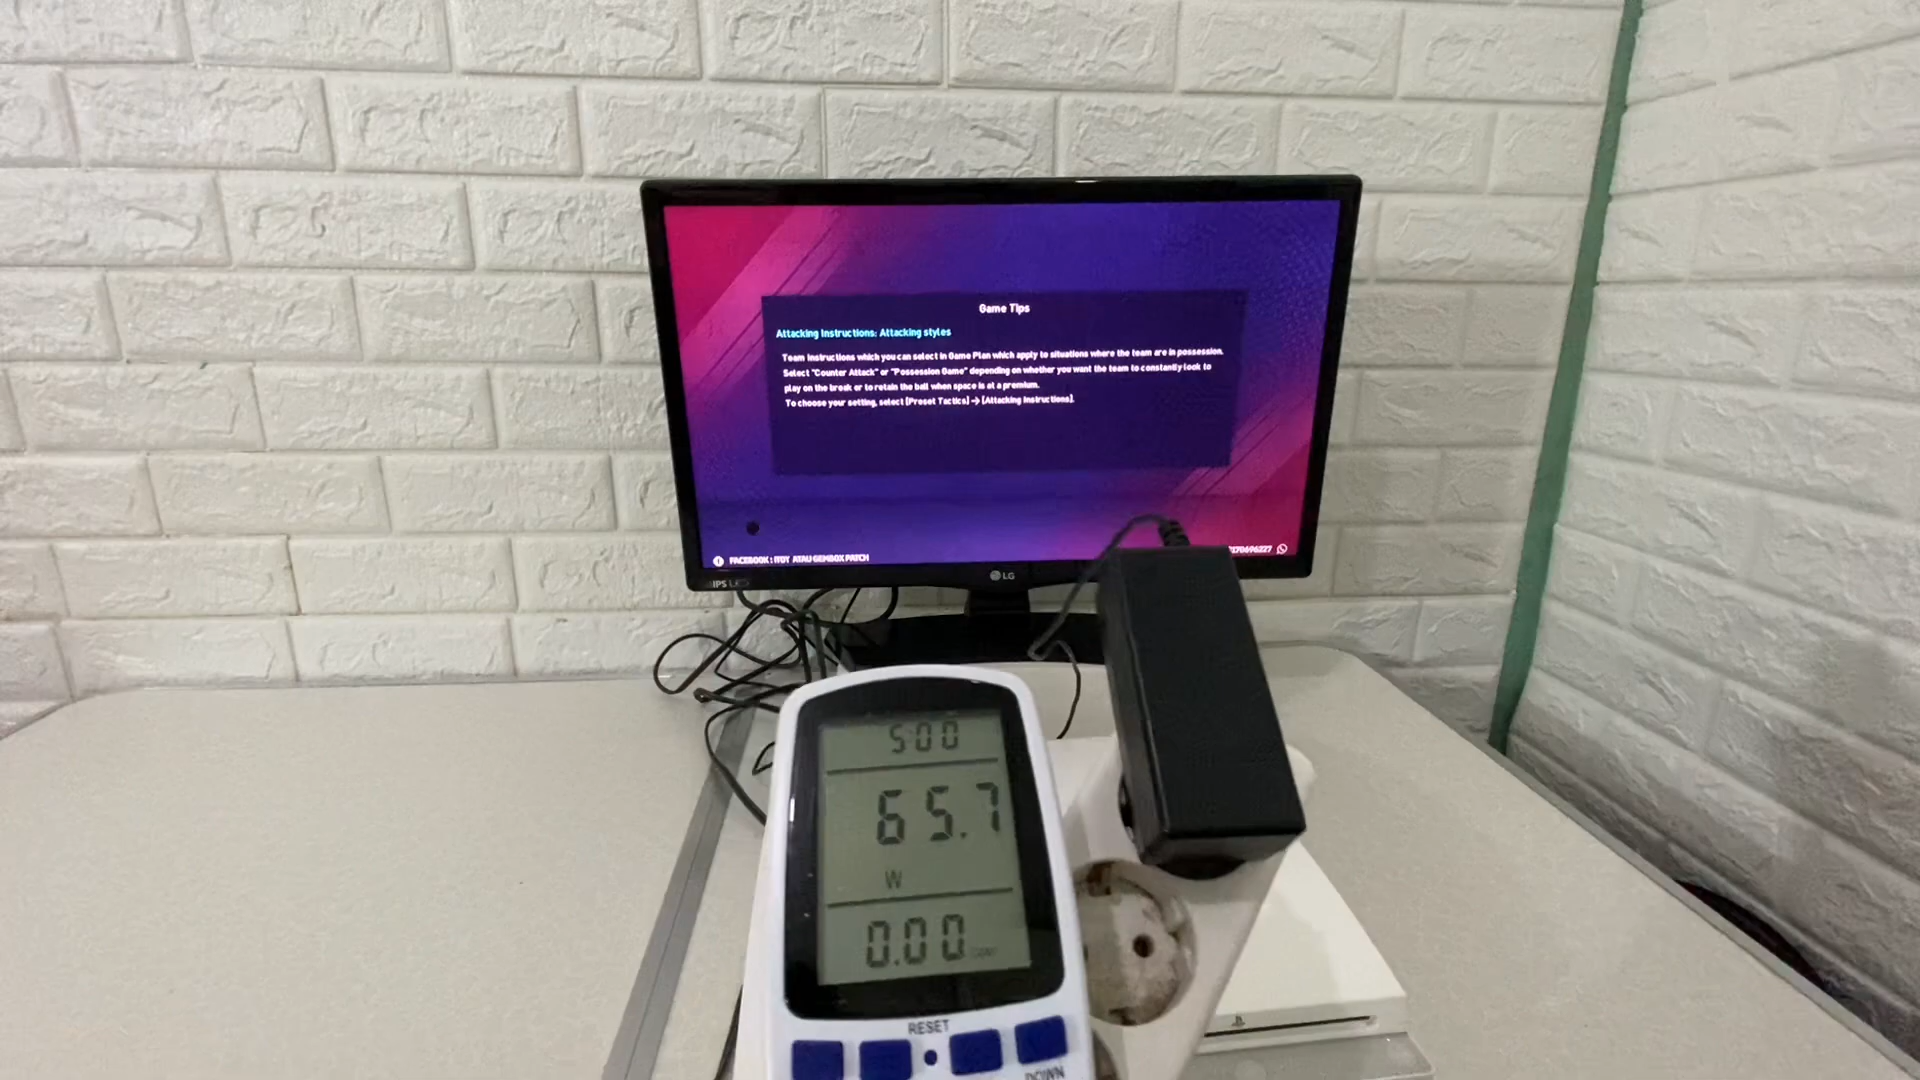 Game Tips
Attacking Instructions: Attacking styles
Team instructions which you can select in Game Plan which apply to situations where the team are in possession.
Select "Counter Attack" or "Possession Game" depending on whether you want the team to constantly look to
play on the break or to retain the ball when space is at a premium.
To choose your setting, select [Preset Tactics] → [Attacking Instructions].
FACEBOOK : ITOY ATAU GEMBOX PATCH
IPS
LG
5:00
65.7
W
0.00
RESET
DOWN